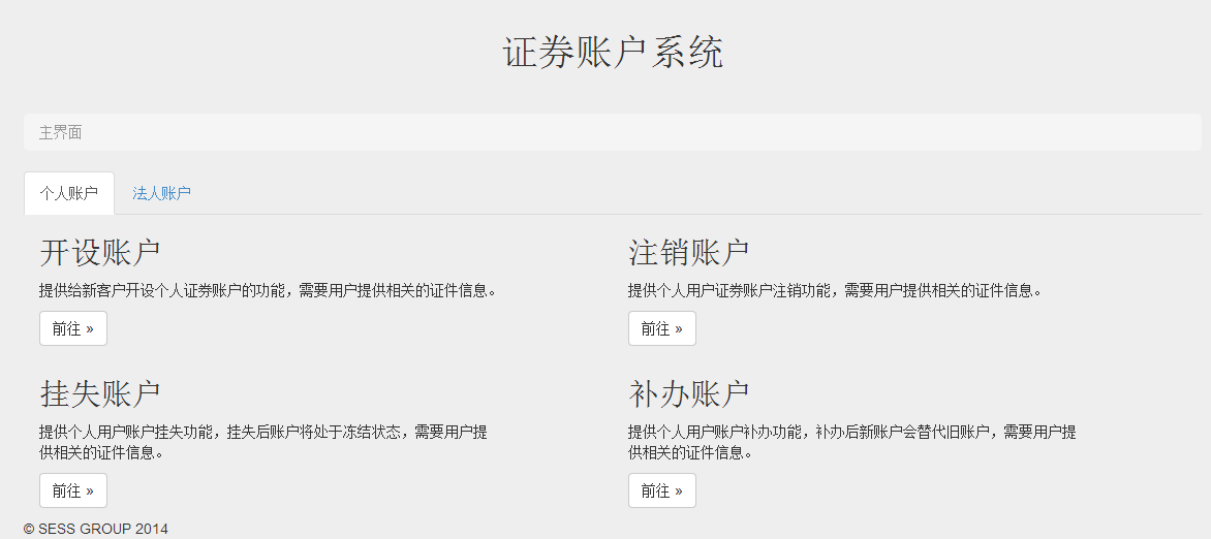 证券账户系统
主界面
个人账户 法人账户
开设账户
提供给新客户开设个人证券账户的功能，需要用户提供相关的证件信息。
前往 »
注销账户
提供个人用户证券账户注销功能，需要用户提供相关的证件信息。
前往 »
挂失账户
提供个人用户账户挂失功能，挂失后账户将处于冻结状态，需要用户提
供相关的证件信息。
前往 »
补办账户
提供个人用户账户补办功能，补办后新账户会替代旧账户，需要用户提
供相关的证件信息。
前往 »
© SESS GROUP 2014